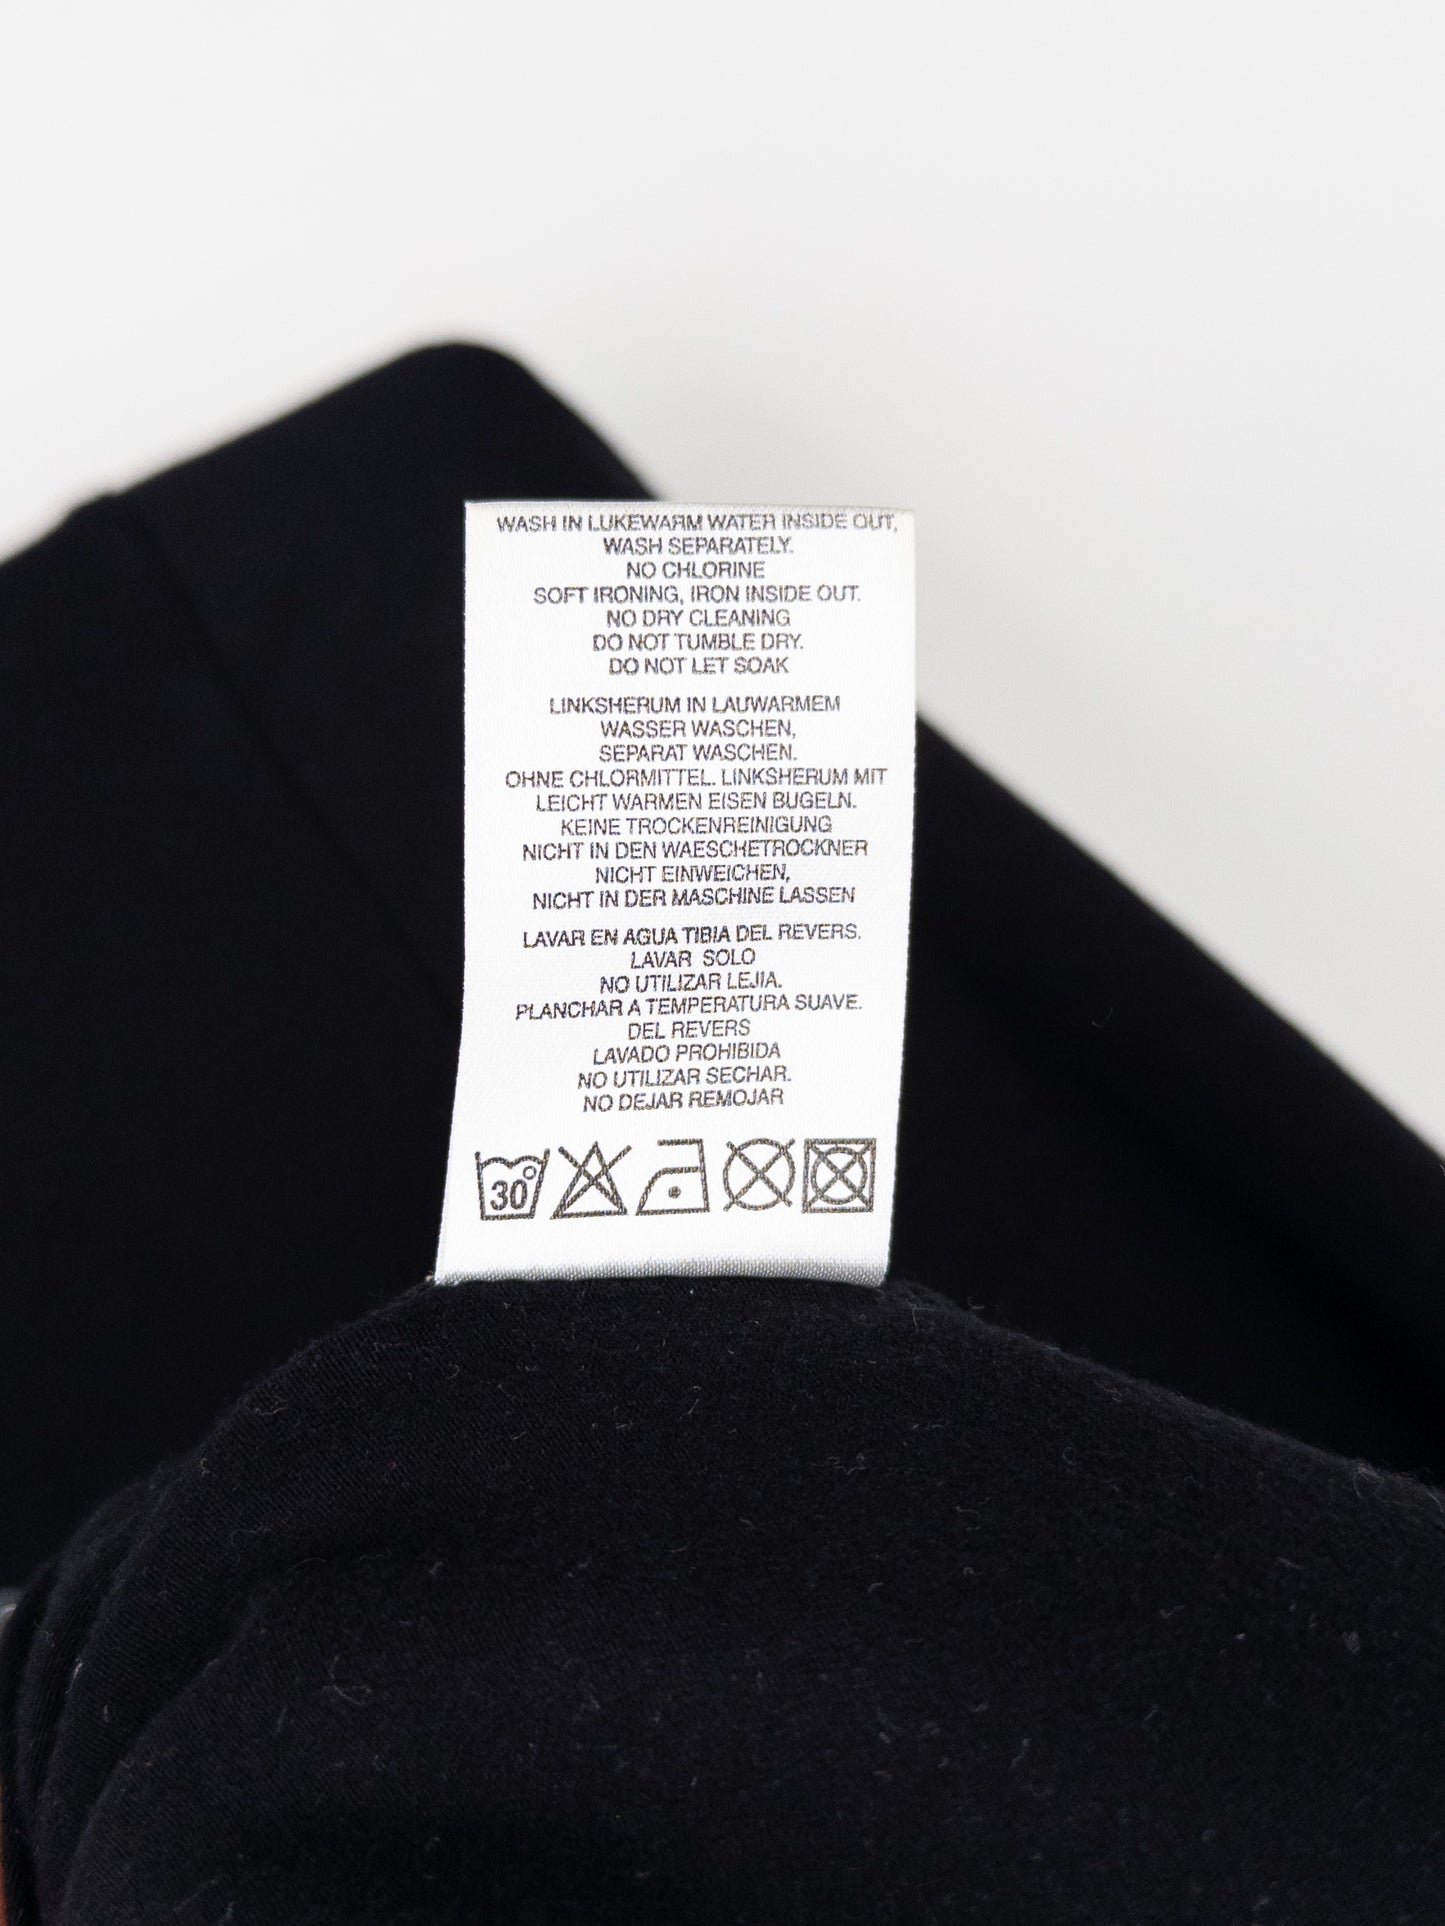 WASH IN LUKEWARM WATER INSIDE OUT,
WASH SEPARATELY.
NO CHLORINE
SOFT IRONING, IRON INSIDE OUT.
NO DRY CLEANING
DO NOT TUMBLE DRY.
DO NOT LET SOAK
LINKSHERUM IN LAUWARMEM
WASSER WASCHEN,
SEPARAT WASCHEN.
OHNE CHLORMITTEL. LINKSHERUM MIT
LEICHT WARMEN EISEN BUGELN.
KEINE TROCKENREINIGUNG
NICHT IN DEN WAESCHETROCKNER
NICHT EINWEICHEN,
NICHT IN DER MASCHINE LASSEN
LAVAR EN AGUA TIBIA DEL REVERS.
LAVAR SOLO
NO UTILIZAR LEJIA.
PLANCHAR A TEMPERATURA SUAVE.
DEL REVERS
LAVADO PROHIBIDA
NO UTILIZAR SECHAR.
NO DEJAR REMOJAR
30°